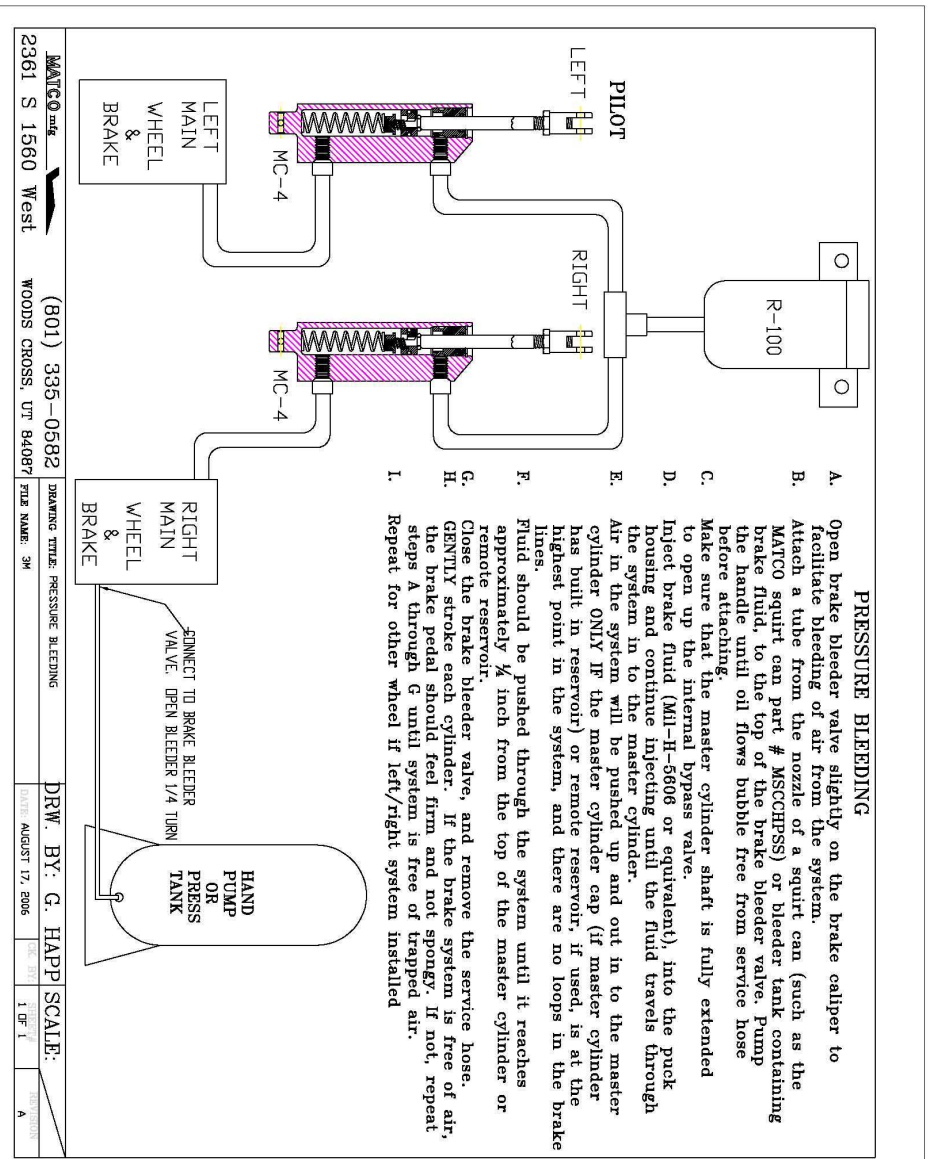 PRESSURE BLEEDING
A. Open brake bleeder valve slightly on the brake caliper to
facilitate bleeding of air from the system.
B. Attach a tube from the nozzle of a squirt can (such as the
MATCO squirt can part # MSCCHPSS) or bleeder tank containing
brake fluid, to the top of the brake bleeder valve. Pump
the handle until oil flows bubble free from service hose
before attaching.
C. Make sure that the master cylinder shaft is fully extended
to open up the internal bypass valve.
D. Inject brake fluid (Mil-H-5606 or equivalent), into the puck
housing and continue injecting until the fluid travels through
the system in to the master cylinder.
E. Air in the system will be pushed up and out in to the master
cylinder ONLY IF the master cylinder cap (if master cylinder
has built in reservoir) or remote reservoir, if used, is at the
highest point in the system, and there are no loops in the brake
lines.
F. Fluid should be pushed through the system until it reaches
approximately ¼ inch from the top of the master cylinder or
remote reservoir.
G. Close the brake bleeder valve, and remove the service hose.
H. GENTLY stroke each cylinder. If the brake system is free of air,
the brake pedal should feel firm and not spongy. If not, repeat
steps A through G until system is free of trapped air.
I. Repeat for other wheel if left/right system installed
R-100
PILOT
LEFT
RIGHT
MC-4
MC-4
LEFT
MAIN
WHEEL
&
BRAKE
RIGHT
MAIN
WHEEL
&
BRAKE
CONNECT TO BRAKE BLEEDER
VALVE. OPEN BLEEDER 1/4 TURN
HAND
PUMP
OR
PRESS
TANK
MATCO mfg
(801) 335-0582
2361 S 1560 West
WOODS CROSS, UT 84087
DRAWING TITLE: PRESSURE BLEEDING
FILE NAME: 3M
DRW. BY: G. HAPP
SCALE:
DATE: AUGUST 17, 2006
CK. BY:
SHEET#
1 OF 1
REVISION
A